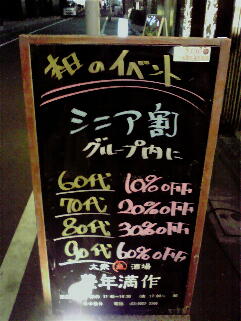 柏のイベント
シニア割
グループ内に
60代 10%OFF
70代 20%OFF
80代 30%OFF
90代 60%OFF
大衆 酒場
豊年満作